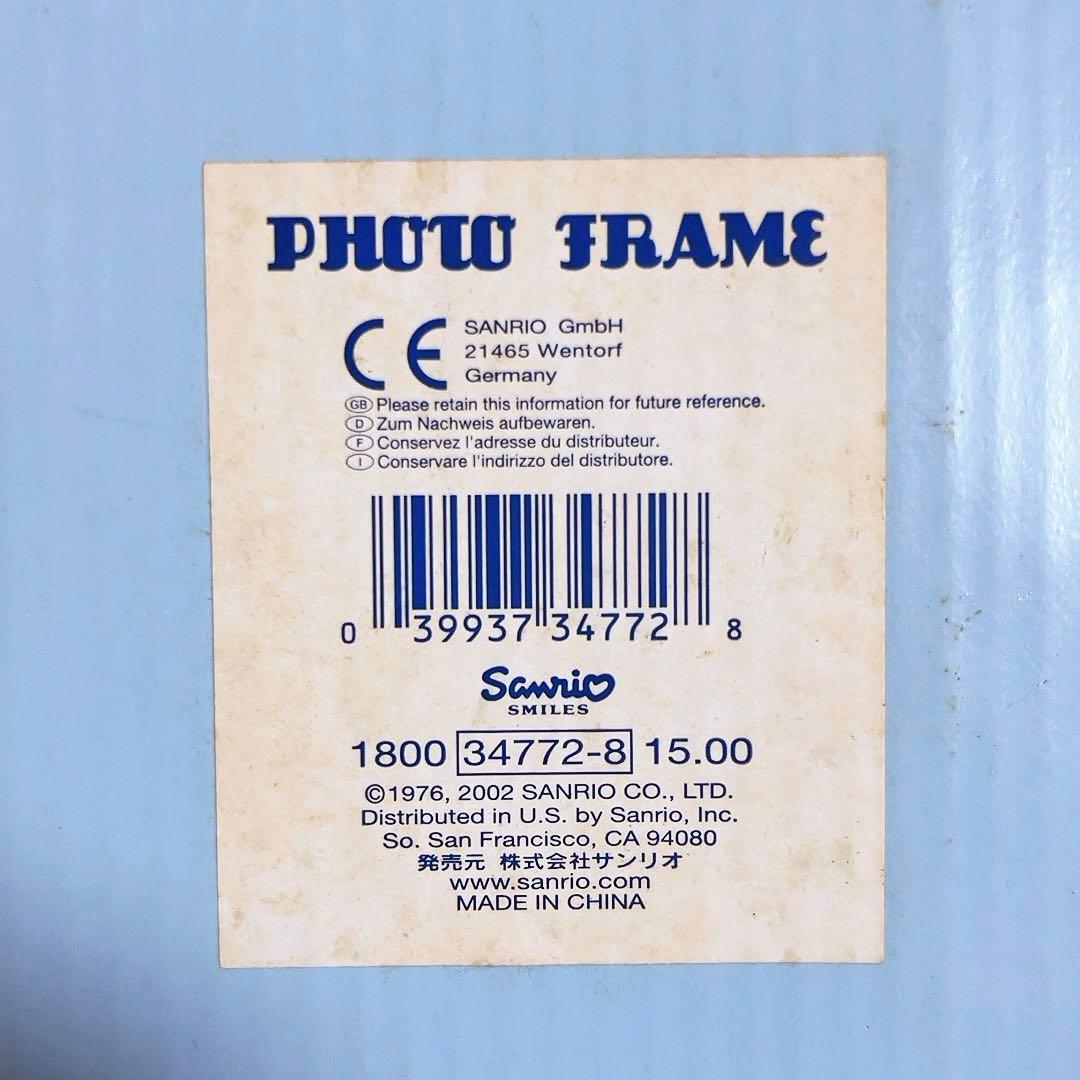 PHOTO FRAME
CE
SANRIO GmbH
21465 Wentorf
Germany
GB Please retain this information for future reference.
D Zum Nachweis aufbewaren.
F Conservez l'adresse du distributeur.
I Conservare l'indirizzo del distributore.
0 39937 34772 8
Sanrio
SMILES
1800 34772-8 15.00
©1976, 2002 SANRIO CO., LTD.
Distributed in U.S. by Sanrio, Inc.
So. San Francisco, CA 94080
発売元 株式会社サンリオ
www.sanrio.com
MADE IN CHINA